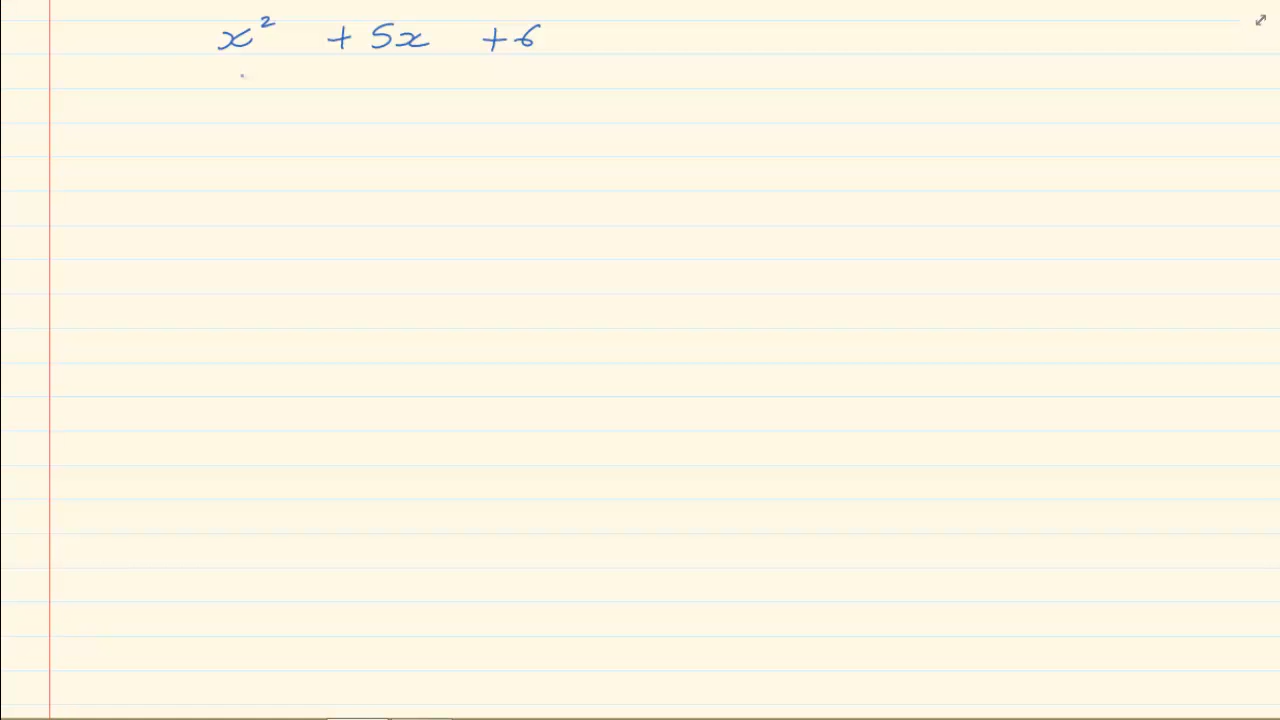 x² + 5x + 6